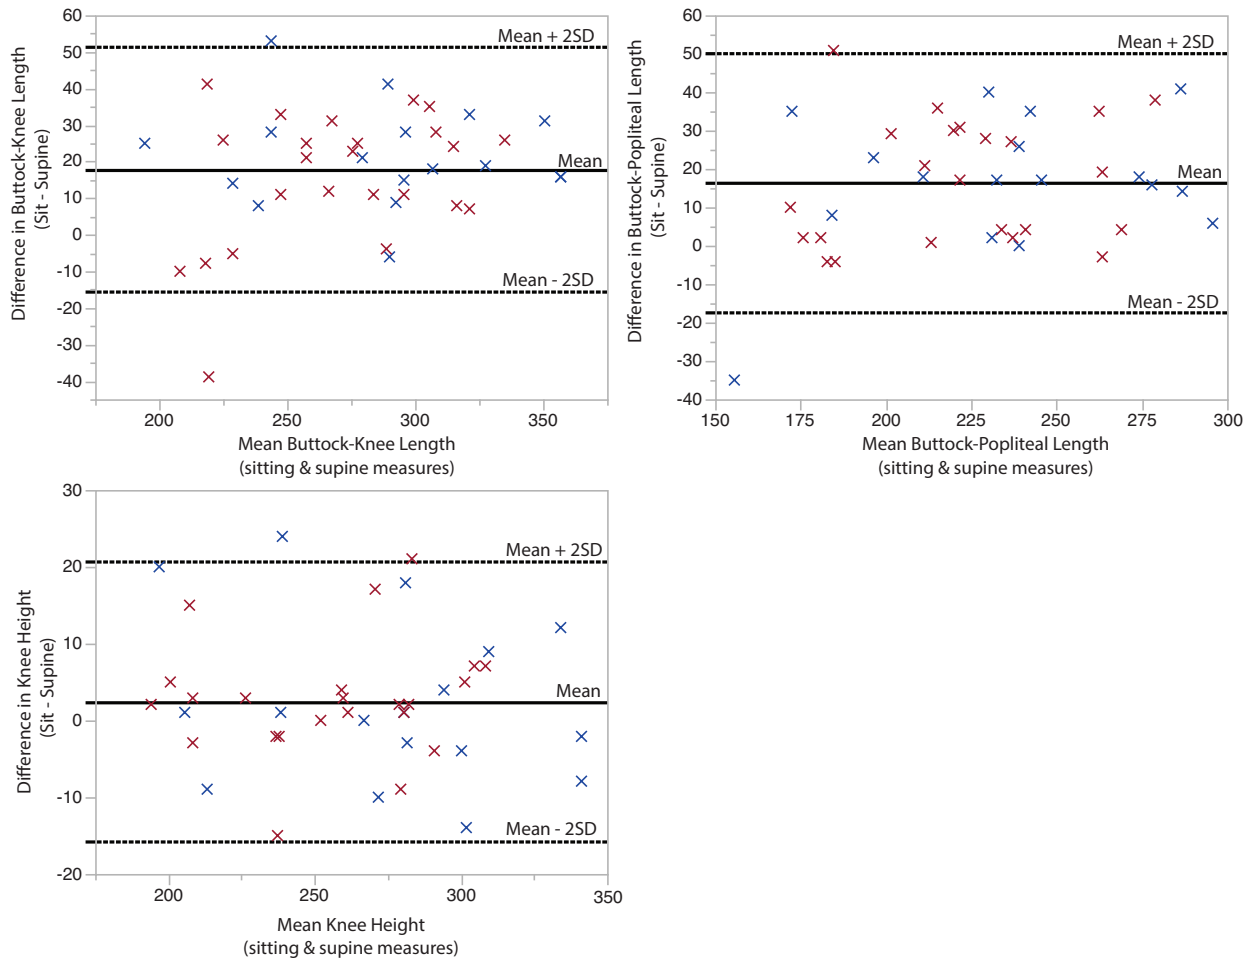 60
50
40
30
20
10
0
-10
-20
-30
-40
Difference in Buttock-Knee Length
(Sit - Supine)
Mean + 2SD
Mean
Mean - 2SD
200
250
300
350
Mean Buttock-Knee Length
(sitting & supine measures)
60
50
40
30
20
10
0
-10
-20
-30
-40
Difference in Buttock-Popliteal Length
(Sit - Supine)
Mean + 2SD
Mean
Mean - 2SD
150
175
200
225
250
275
300
Mean Buttock-Popliteal Length
(sitting & supine measures)
30
20
10
0
-10
-20
Difference in Knee Height
(Sit - Supine)
Mean + 2SD
Mean
Mean - 2SD
200
250
300
350
Mean Knee Height
(sitting & supine measures)